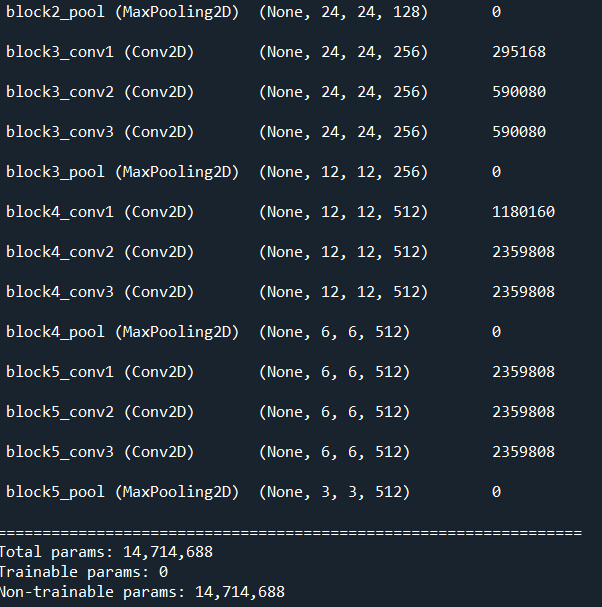 block2_pool (MaxPooling2D) (None, 24, 24, 128) 0
block3_conv1 (Conv2D) (None, 24, 24, 256) 295168
block3_conv2 (Conv2D) (None, 24, 24, 256) 590080
block3_conv3 (Conv2D) (None, 24, 24, 256) 590080
block3_pool (MaxPooling2D) (None, 12, 12, 256) 0
block4_conv1 (Conv2D) (None, 12, 12, 512) 1180160
block4_conv2 (Conv2D) (None, 12, 12, 512) 2359808
block4_conv3 (Conv2D) (None, 12, 12, 512) 2359808
block4_pool (MaxPooling2D) (None, 6, 6, 512) 0
block5_conv1 (Conv2D) (None, 6, 6, 512) 2359808
block5_conv2 (Conv2D) (None, 6, 6, 512) 2359808
block5_conv3 (Conv2D) (None, 6, 6, 512) 2359808
block5_pool (MaxPooling2D) (None, 3, 3, 512) 0
=================================================================
Total params: 14,714,688
Trainable params: 0
Non-trainable params: 14,714,688